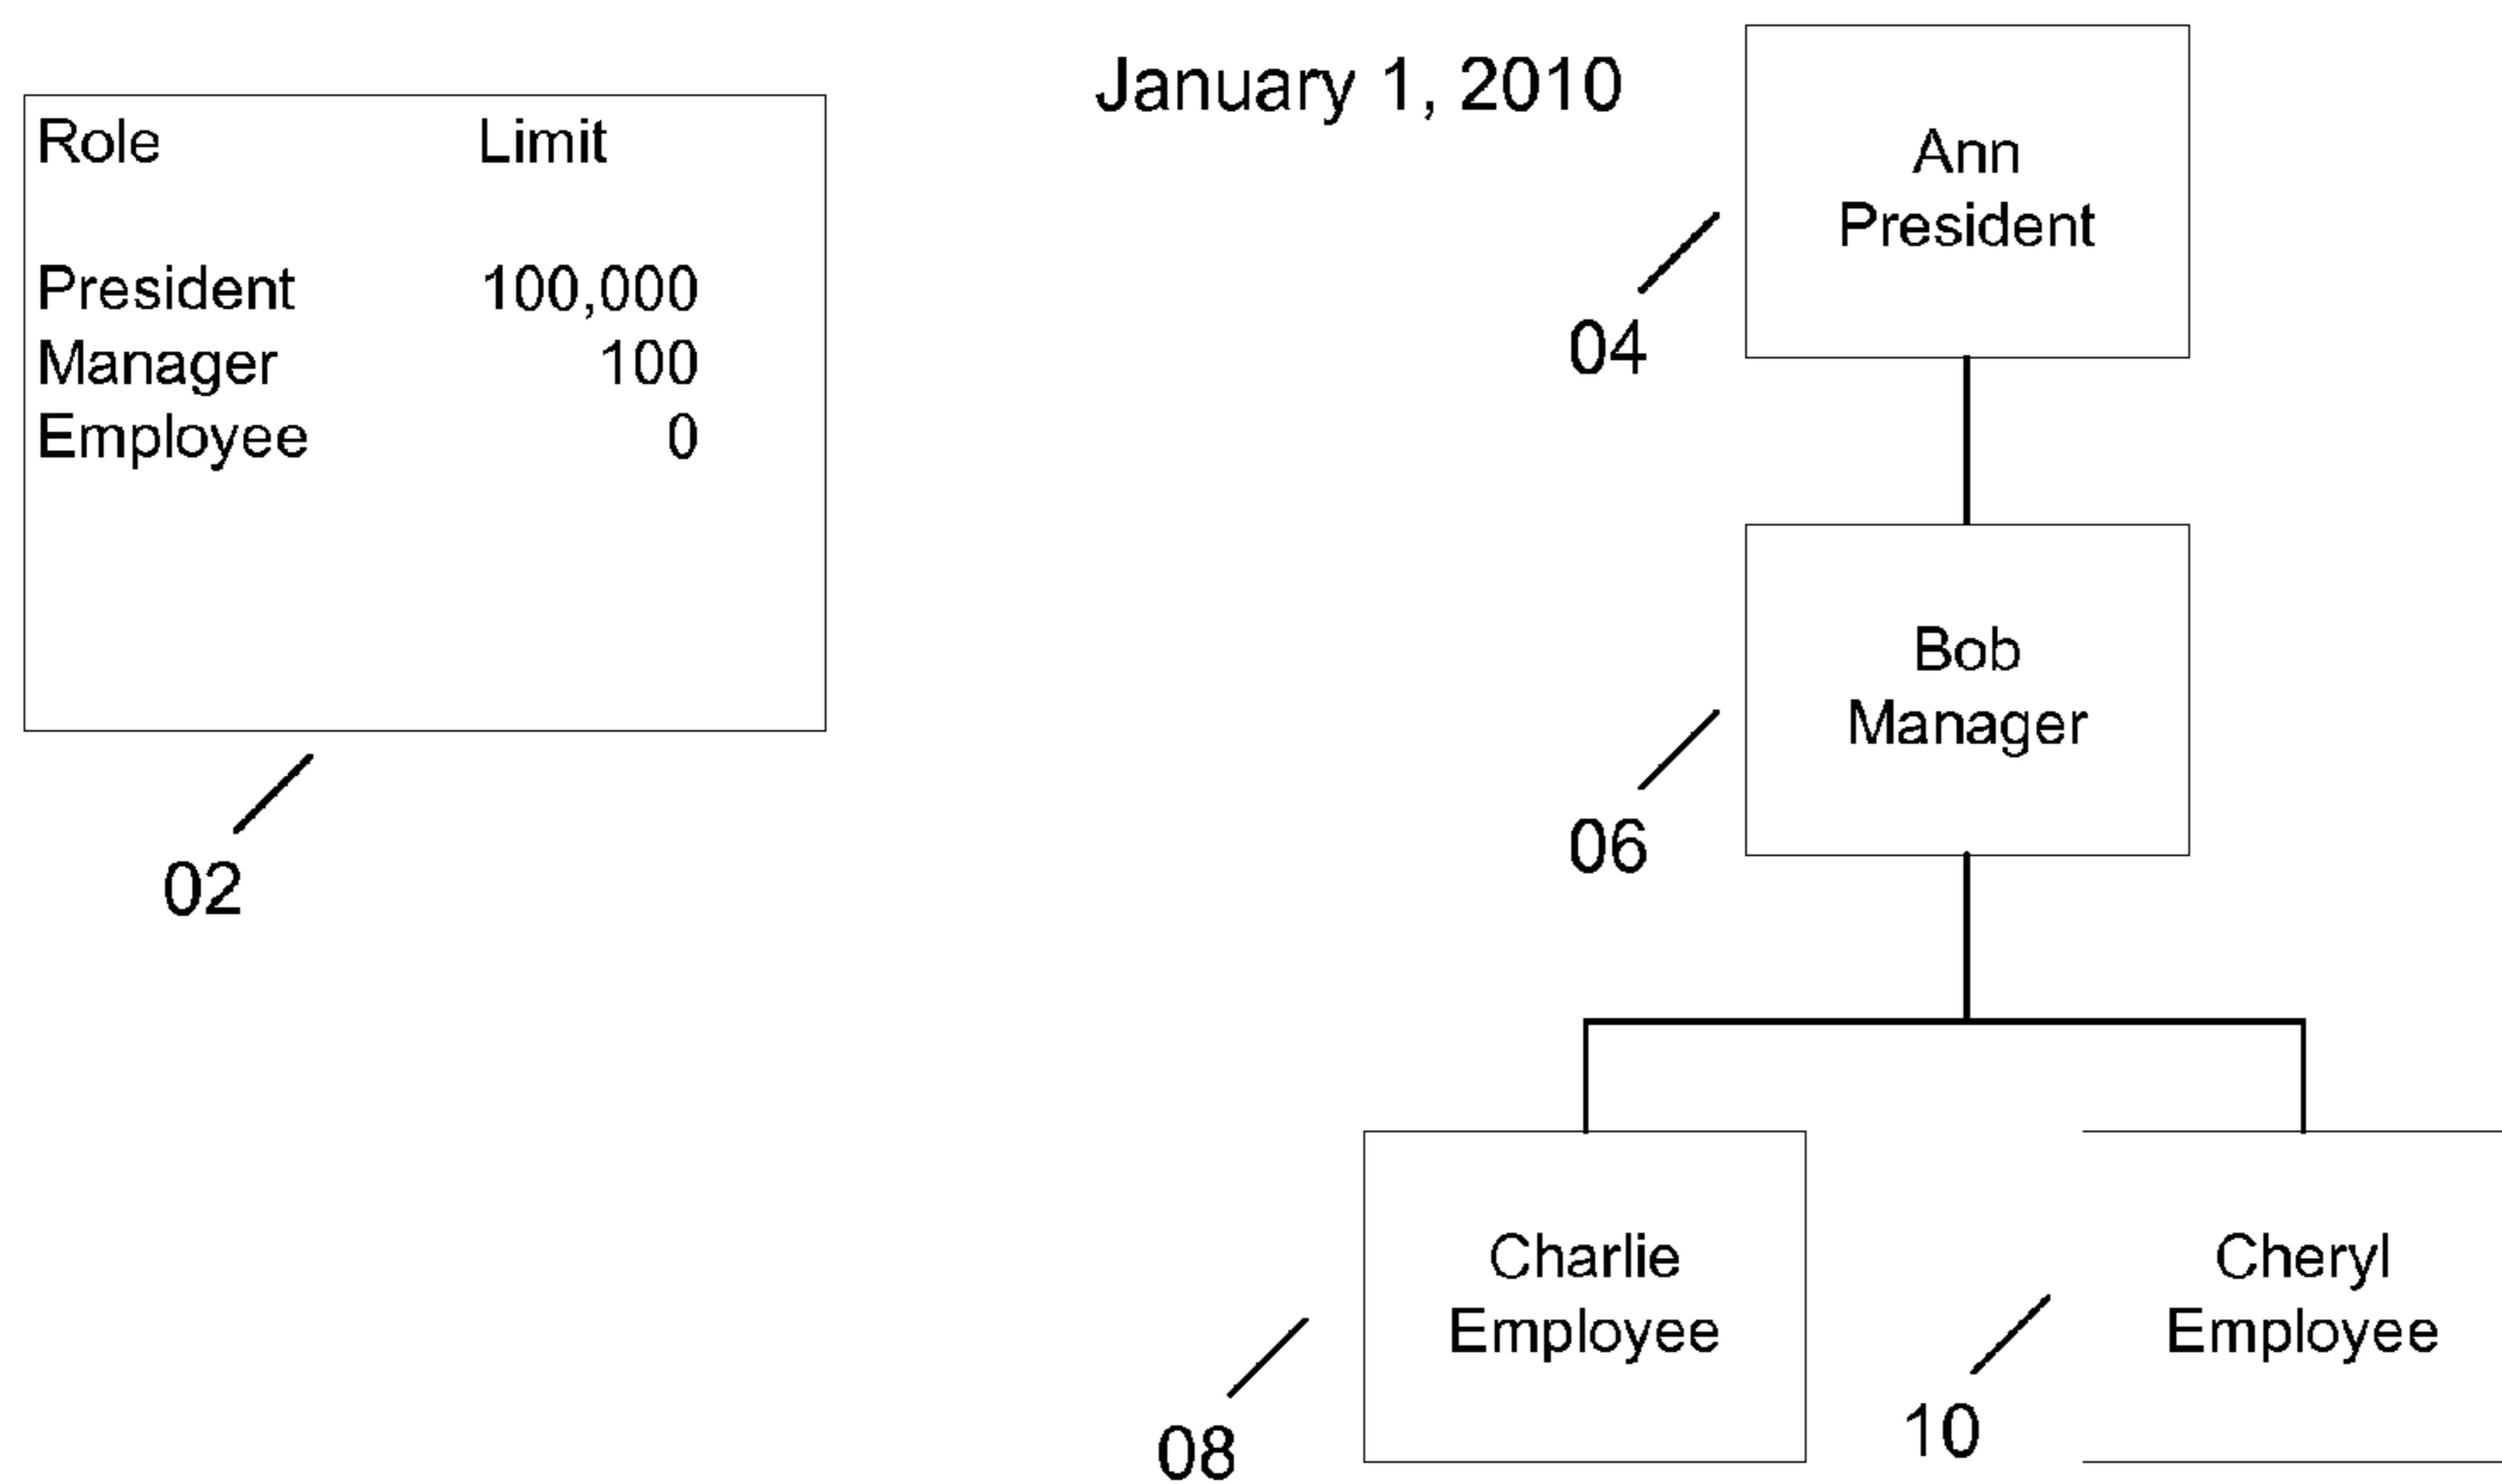 Role Limit
President 100,000
Manager 100
Employee 0
02
January 1, 2010
Ann
President
04
Bob
Manager
06
Charlie
Employee
08
Cheryl
Employee
10